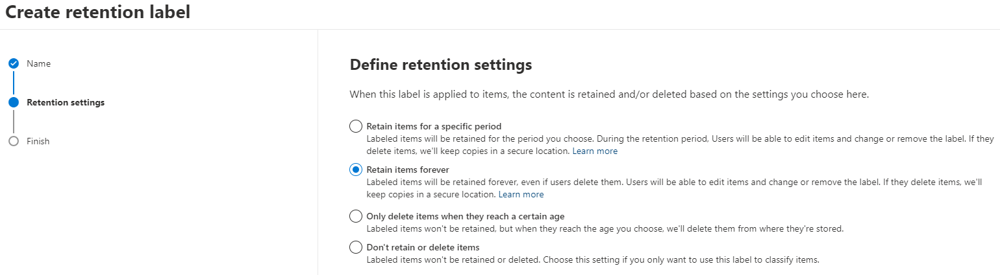 Create retention label
Name
Retention settings
Finish
Define retention settings
When this label is applied to items, the content is retained and/or deleted based on the settings you choose here.
Retain items for a specific period
Labeled items will be retained for the period you choose. During the retention period, Users will be able to edit items and change or remove the label. If they
delete items, we'll keep copies in a secure location. Learn more
Retain items forever
Labeled items will be retained forever, even if users delete them. Users will be able to edit items and change or remove the label. If they delete items, we'll
keep copies in a secure location. Learn more
Only delete items when they reach a certain age
Labeled items won't be retained, but when they reach the age you choose, we'll delete them from where they're stored.
Don't retain or delete items
Labeled items won't be retained or deleted. Choose this setting if you only want to use this label to classify items.